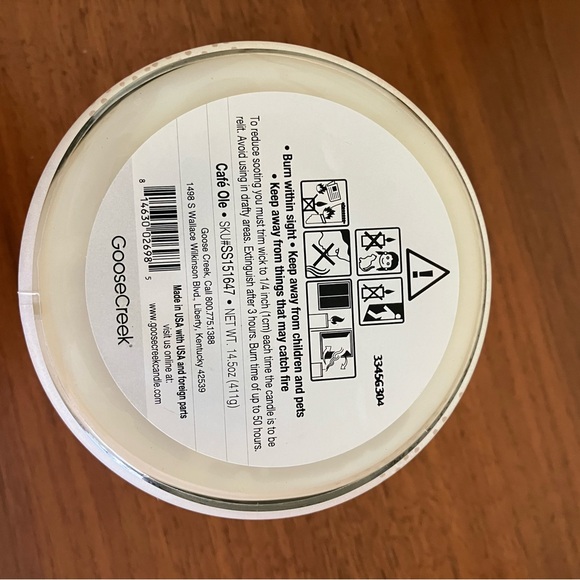 33456304
• Burn within sight • Keep away from children and pets
• Keep away from things that may catch fire
To reduce sooting you must trim wick to 1/4 inch (1cm) each time the candle is to be
relit. Avoid using in drafty areas. Extinguish after 3 hours. Burn time of up to 50 hours.
Café Ole • SKU#SS151647 • NET WT. 14.5oz (411g)
Goose Creek, Call 800.775.1388
1498 S Wallace Wilkinson Blvd., Liberty, Kentucky 42539
8 14630 02698 5
Made in USA with USA and foreign parts
visit us online at:
www.goosecreekcandle.com
GooseCreek